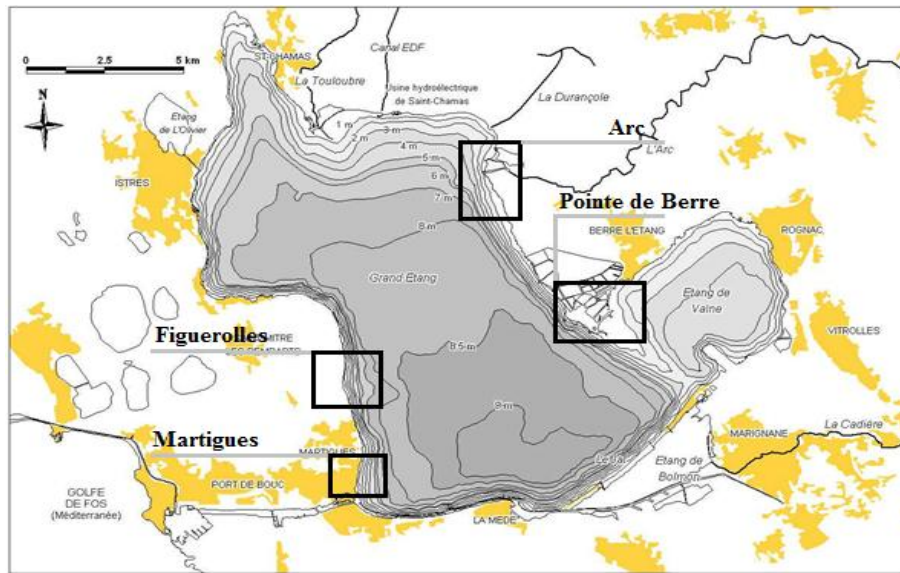 ST-CHAMAS
Canal EDF
0 2.5 5 km
La Touloubre
Usine hydroélectrique
de Saint-Chamas
La Durançole
N
Etang
de L'Olivier
1 m
2 m
3 m
4 m
5 m
6 m
7 m
8 m
Arc
L'Arc
ISTRES
Pointe de Berre
BERRE L'ETANG
ROGNAC
Grand Etang
Etang de
Vaïne
VITROLLES
Figuerolles
8.5 m
9 m
Martigues
MARTIGUES
La Cadière
MARIGNANE
Etang de
Bolmon
PORT DE BOUC
GOLFE
DE FOS
(Méditerranée)
LA MEDE